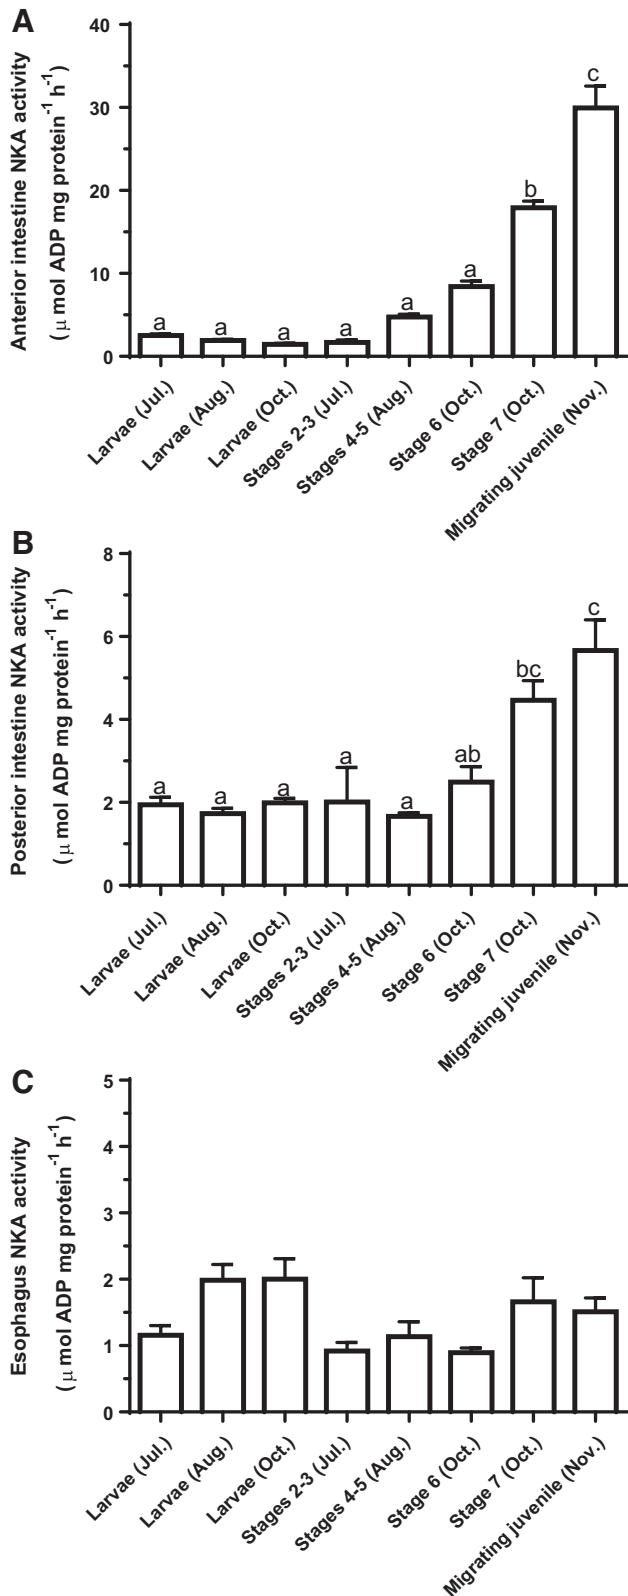 A
Anterior intestine NKA activity
(μ mol ADP mg protein-1 h-1)
40
30
20
10
0
a
a
a
a
a
a
b
c
Larvae (Jul.)
Larvae (Aug.)
Larvae (Oct.)
Stages 2-3 (Jul.)
Stages 4-5 (Aug.)
Stage 6 (Oct.)
Stage 7 (Oct.)
Migrating juvenile (Nov.)
B
Posterior intestine NKA activity
(μ mol ADP mg protein-1 h-1)
8
6
4
2
0
a
a
a
a
a
ab
bc
c
Larvae (Jul.)
Larvae (Aug.)
Larvae (Oct.)
Stages 2-3 (Jul.)
Stages 4-5 (Aug.)
Stage 6 (Oct.)
Stage 7 (Oct.)
Migrating juvenile (Nov.)
C
Esophagus NKA activity
(μ mol ADP mg protein-1 h-1)
5
4
3
2
1
0
Larvae (Jul.)
Larvae (Aug.)
Larvae (Oct.)
Stages 2-3 (Jul.)
Stages 4-5 (Aug.)
Stage 6 (Oct.)
Stage 7 (Oct.)
Migrating juvenile (Nov.)